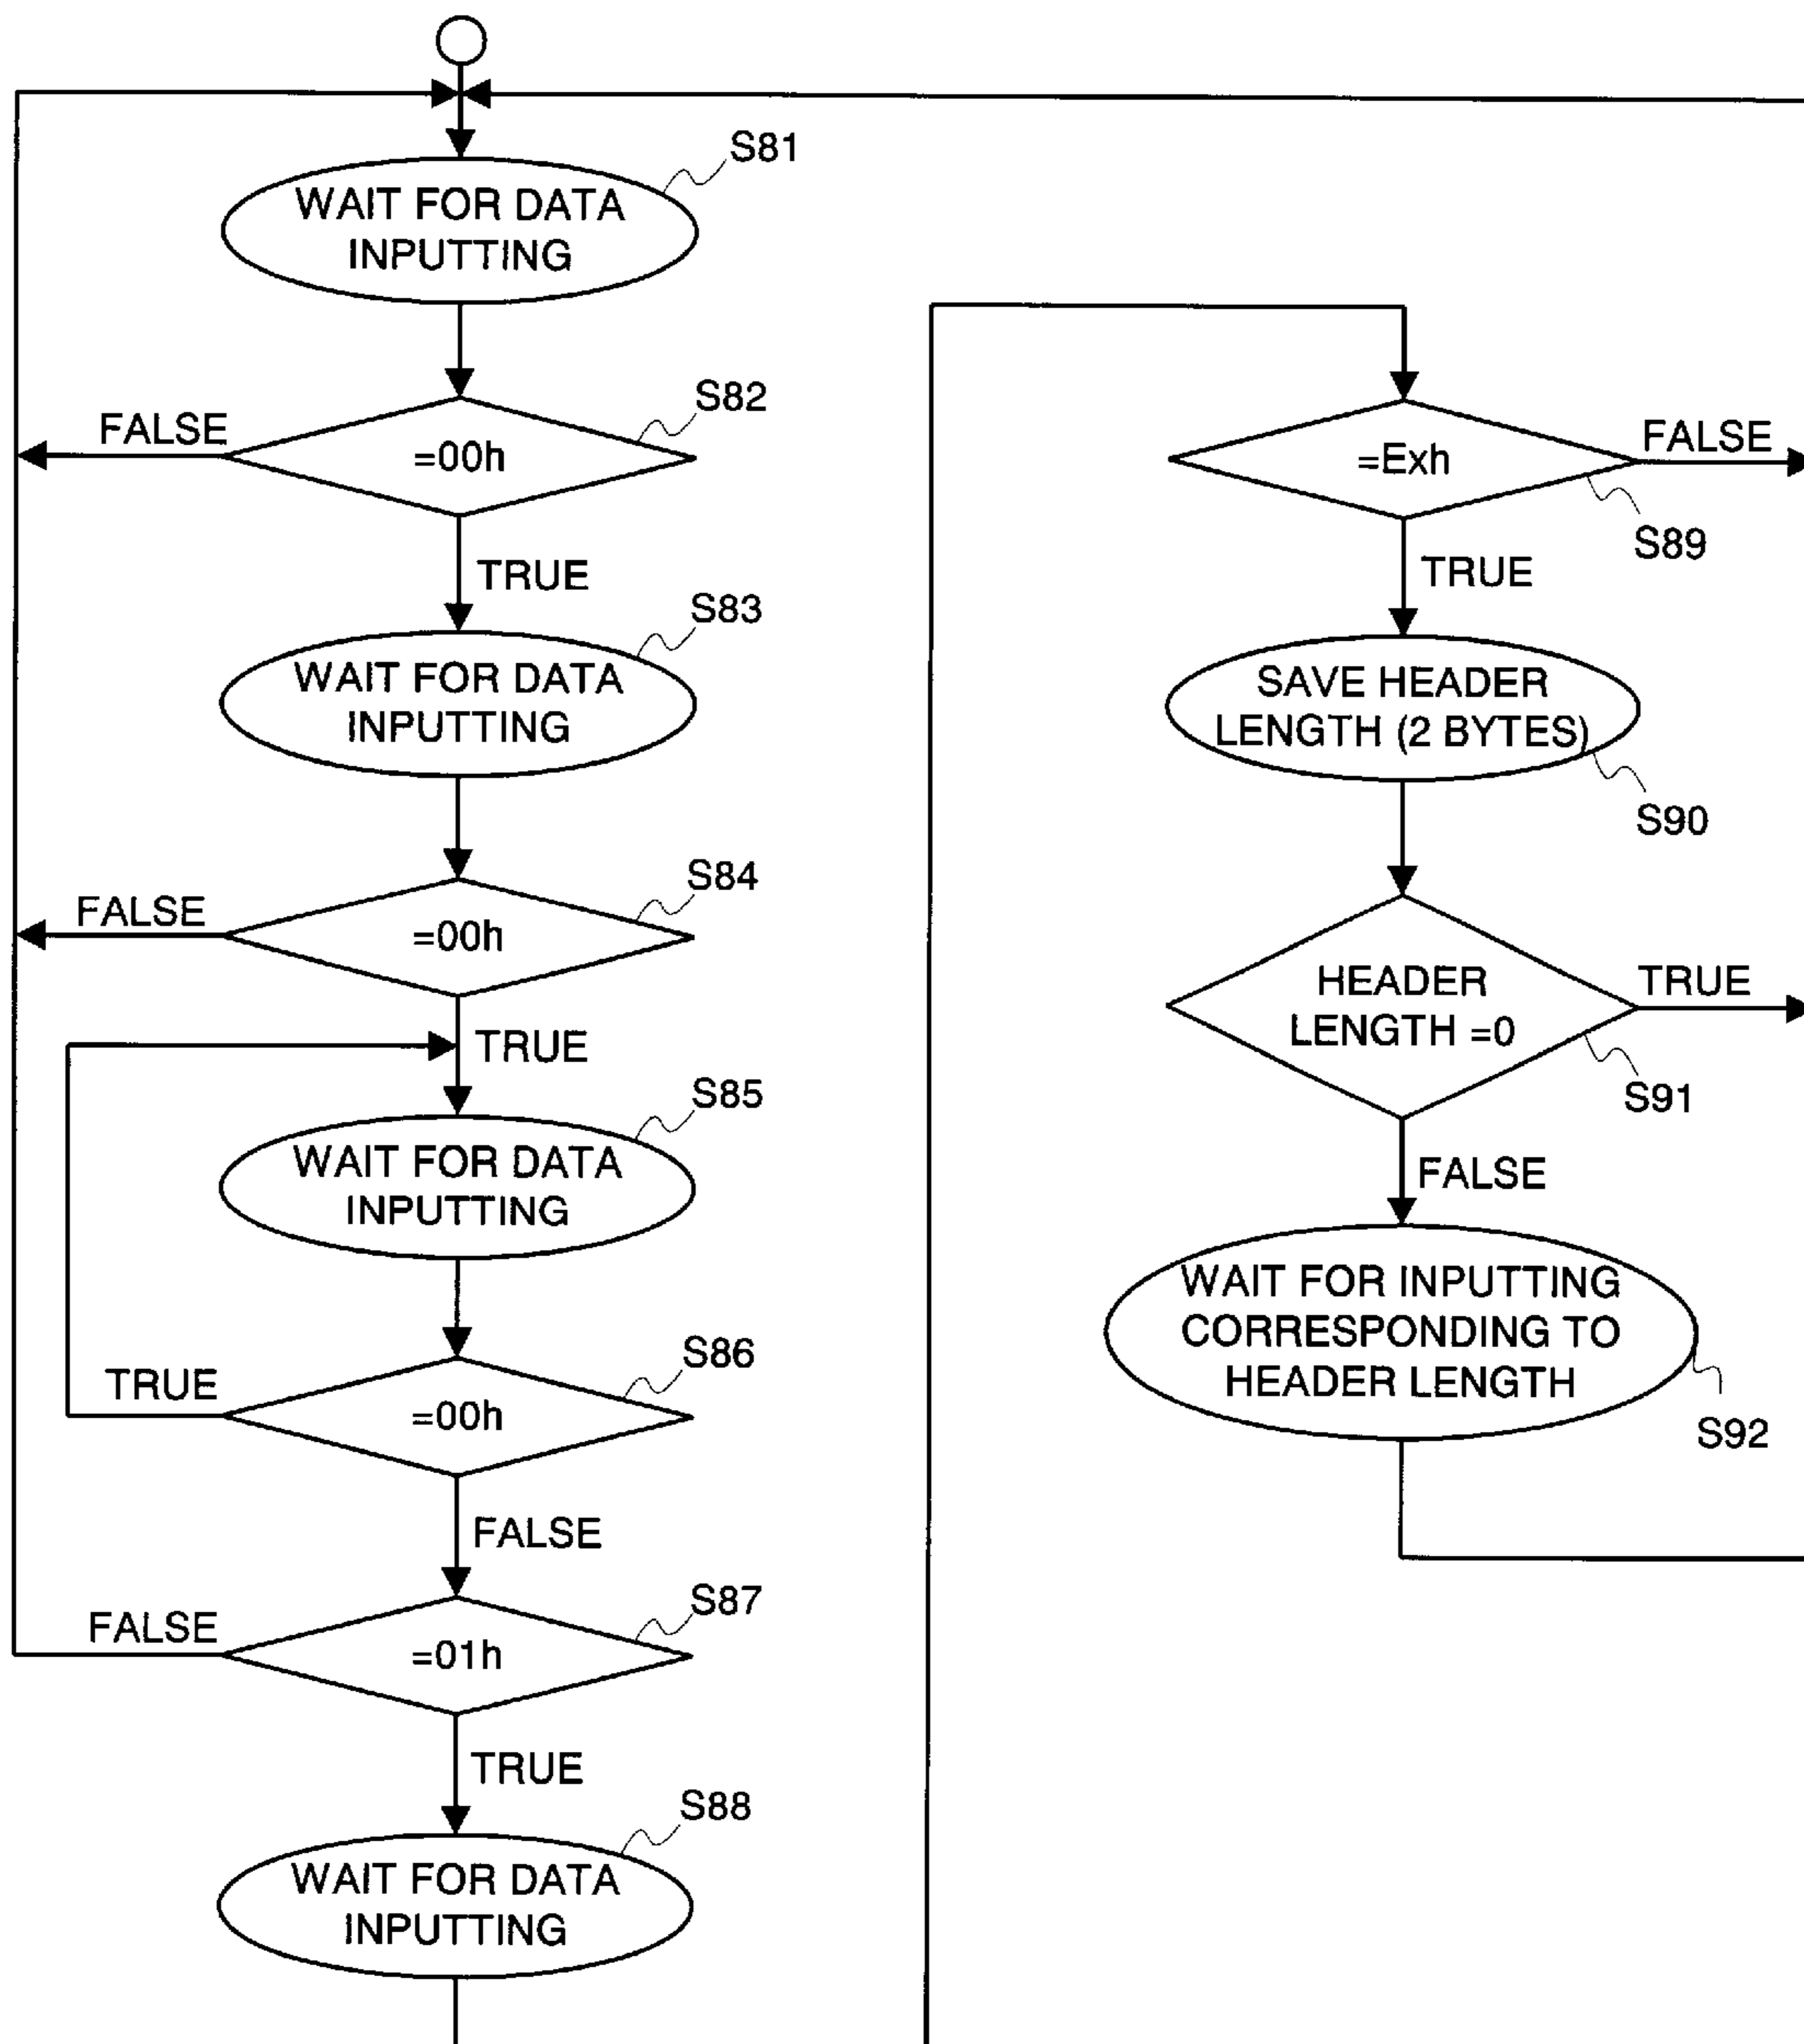 S81
WAIT FOR DATA
INPUTTING
S82
FALSE
=00h
TRUE
S83
WAIT FOR DATA
INPUTTING
S84
FALSE
=00h
TRUE
S85
WAIT FOR DATA
INPUTTING
S86
TRUE
=00h
FALSE
S87
FALSE
=01h
TRUE
S88
WAIT FOR DATA
INPUTTING
=Exh
FALSE
S89
TRUE
SAVE HEADER
LENGTH (2 BYTES)
S90
HEADER
LENGTH =0
TRUE
S91
FALSE
WAIT FOR INPUTTING
CORRESPONDING TO
HEADER LENGTH
S92